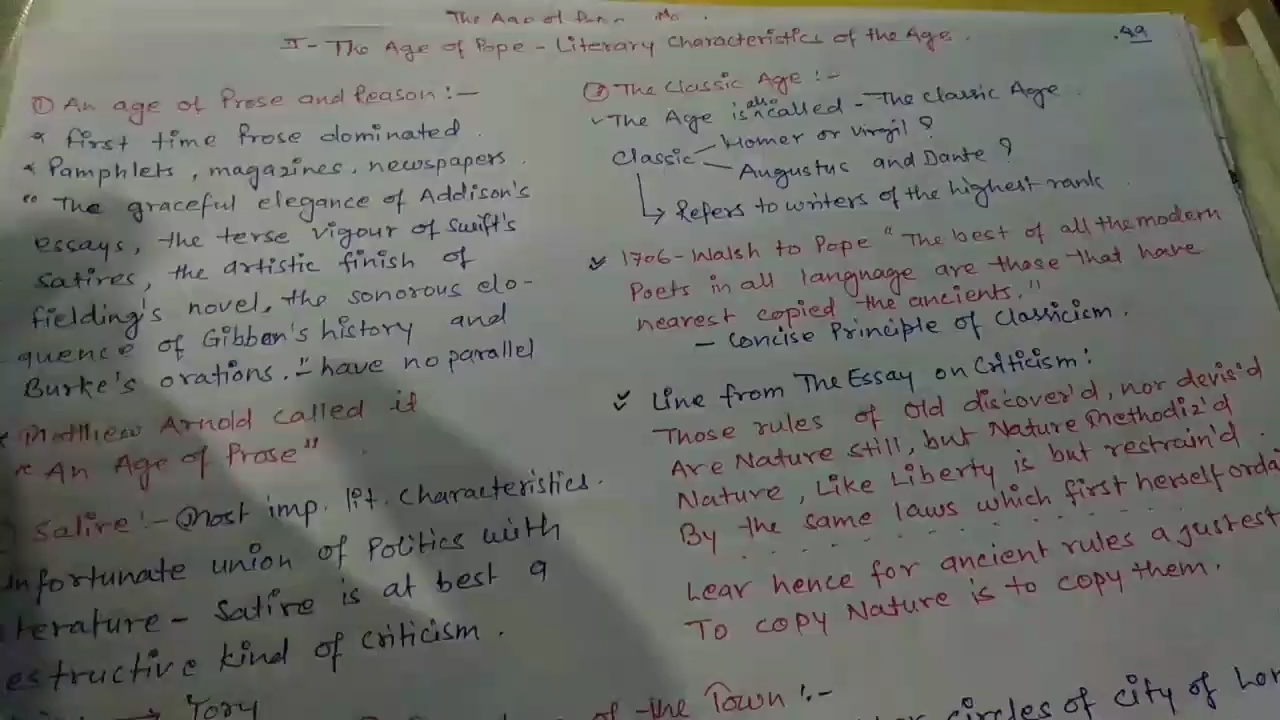 The Age of
II - The Age of Pope - Literary Characteristics of the Age.
49
① An age of Prose and Reason :-
* first time Prose dominated.
* Pamphlets, magazines, newspapers.
"The graceful elegance of Addison's
essays, the terse vigour of Swift's
Satires, the artistic finish of
fielding's novel, the sonorous elo-
quence of Gibbon's history and
Burke's orations." - have no parallel
* Matthew Arnold called it
"An Age of Prose"
Satire :- Most imp. lit. characteristics.
nfortunate union of Politics with
terature - Satire is at best a
estructive kind of criticism.
→ Tory
② The Classic Age :-
The Age is also called - The Classic Age
Classic Homer or Virgil?
Augustus and Dante?
↳ Refers to writers of the highest rank
1706 - Walsh to Pope "The best of all the modern
Poets in all language are those that have
nearest copied the ancients."
- Concise Principle of Classicism.
Line from The Essay on Criticism:
Those rules of old discover'd, nor devis'd
Are Nature still, but Nature Methodiz'd
Nature, Like Liberty is but restrain'd
By the same laws which first herself orda
Lear hence for ancient rules a justest
To copy Nature is to copy them.
of the Town :-
circles of city of Lon